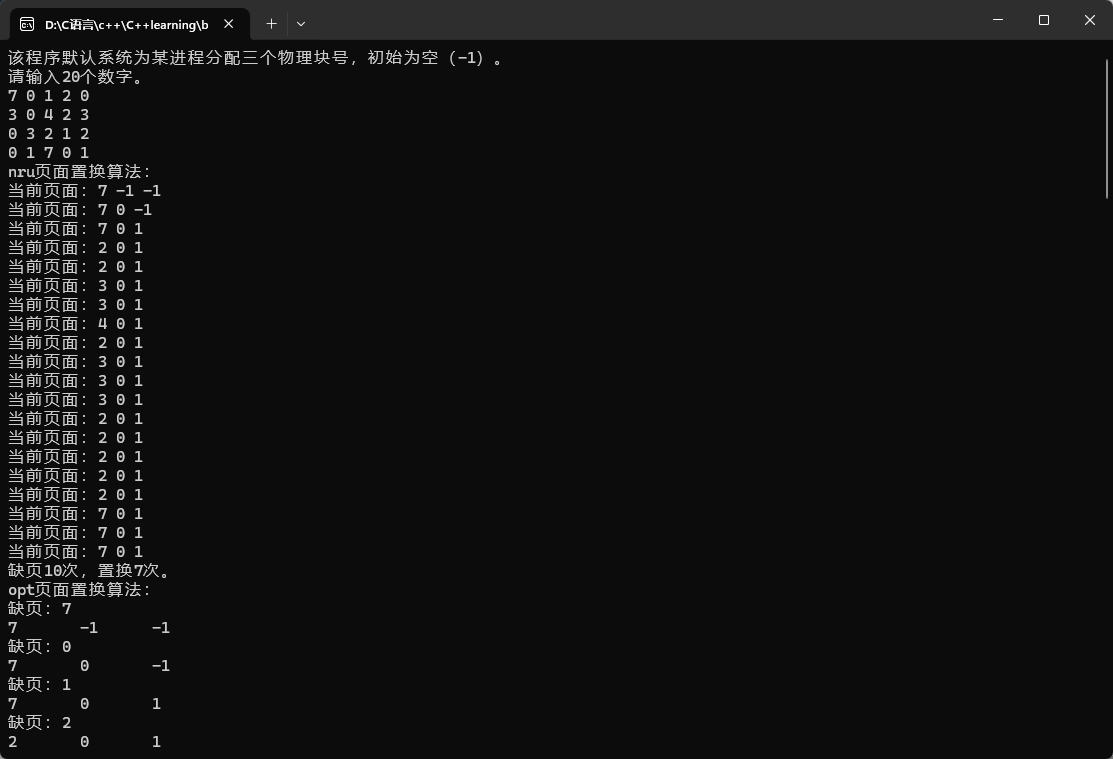 D:\C语言\c++\C++learning\b
该程序默认系统为某进程分配三个物理块号，初始为空（-1）。
请输入20个数字。
7 0 1 2 0
3 0 4 2 3
0 3 2 1 2
0 1 7 0 1
nru页面置换算法：
当前页面：7 -1 -1
当前页面：7 0 -1
当前页面：7 0 1
当前页面：2 0 1
当前页面：2 0 1
当前页面：3 0 1
当前页面：3 0 1
当前页面：4 0 1
当前页面：2 0 1
当前页面：3 0 1
当前页面：3 0 1
当前页面：3 0 1
当前页面：2 0 1
当前页面：2 0 1
当前页面：2 0 1
当前页面：2 0 1
当前页面：2 0 1
当前页面：7 0 1
当前页面：7 0 1
当前页面：7 0 1
缺页10次，置换7次。
opt页面置换算法：
缺页：7
7 -1 -1
缺页：0
7 0 -1
缺页：1
7 0 1
缺页：2
2 0 1